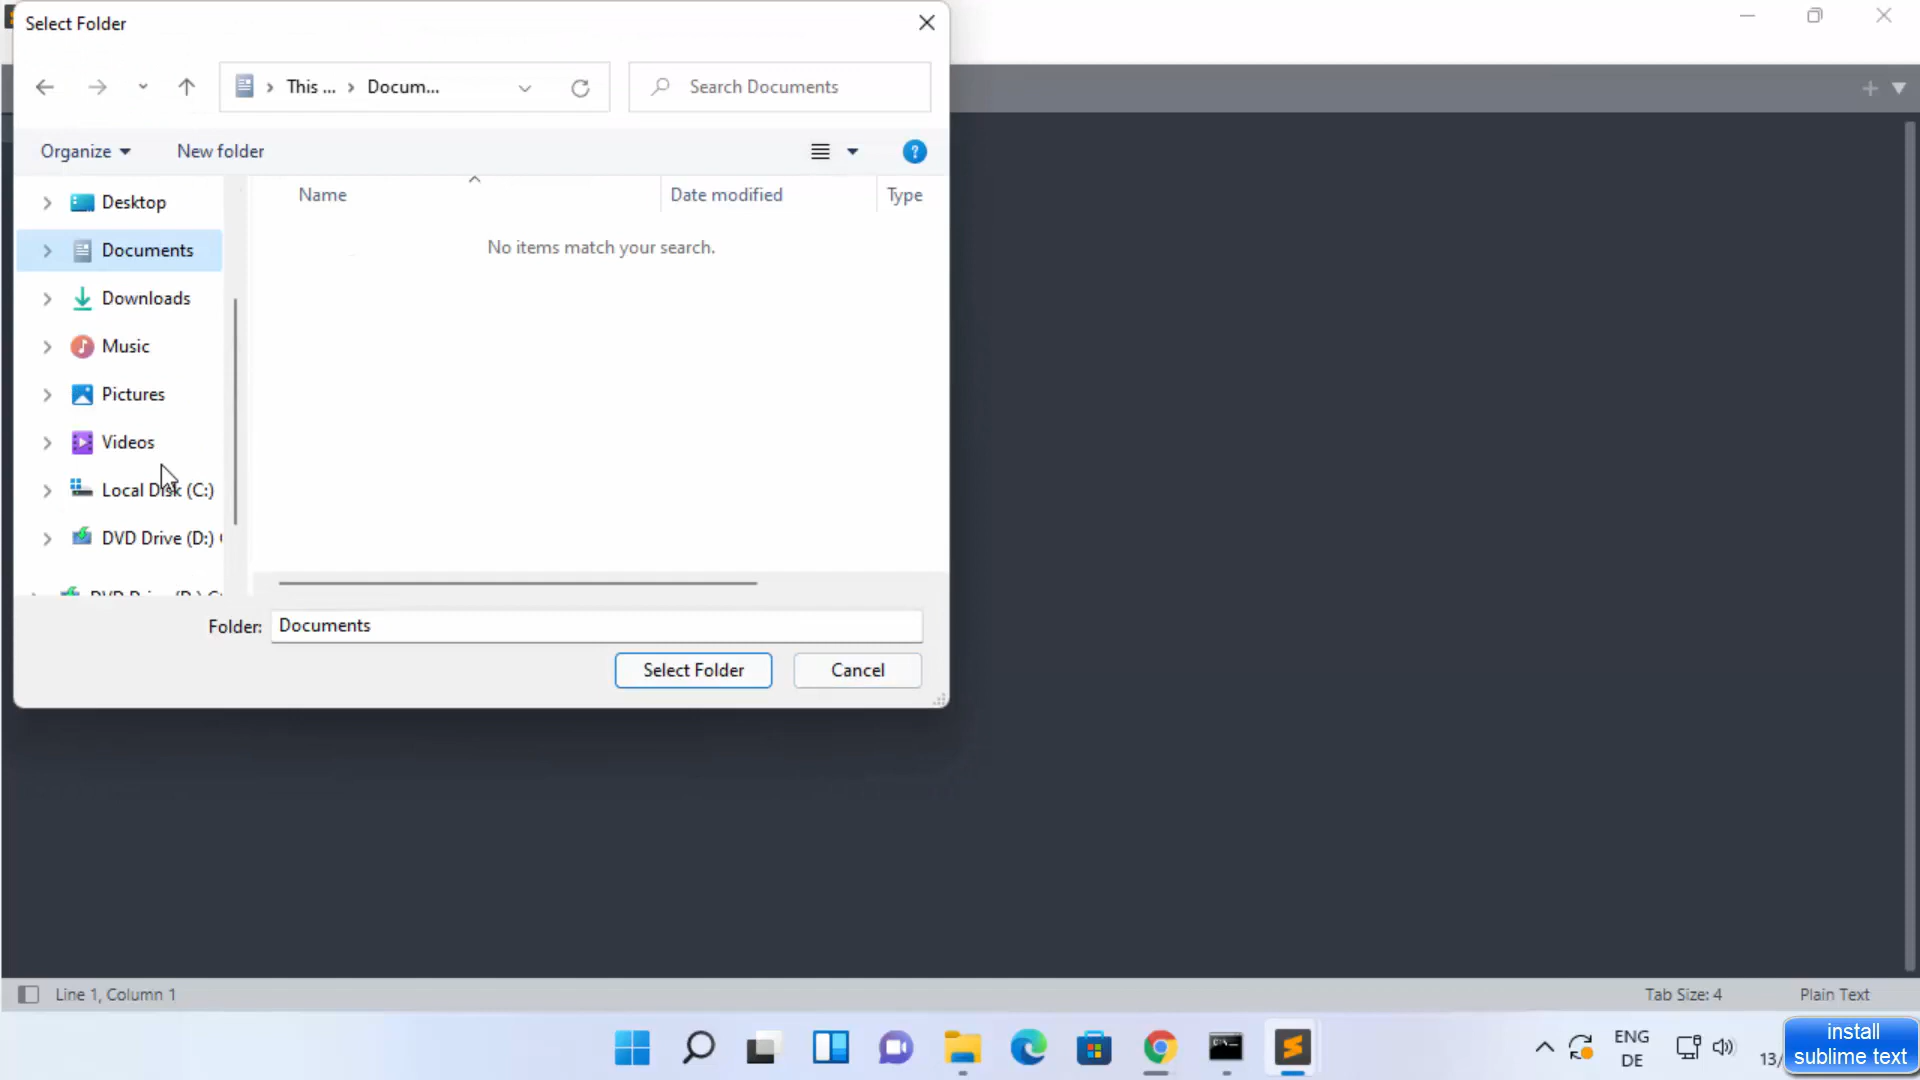 Select Folder
This ...
Docum...
Search Documents
Organize
New folder
Name
Date modified
Type
Desktop
No items match your search.
Documents
Downloads
Music
Pictures
Videos
Local Disk (C:)
DVD Drive (D:)
Folder:
Documents
Select Folder
Cancel
Line 1, Column 1
Tab Size: 4
Plain Text
ENG
DE
13/
install
sublime text